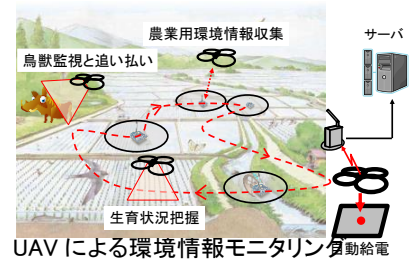 農業用環境情報収集
サーバ
鳥獣監視と追い払い
生育状況把握
UAV による環境情報モニタリング
自動給電